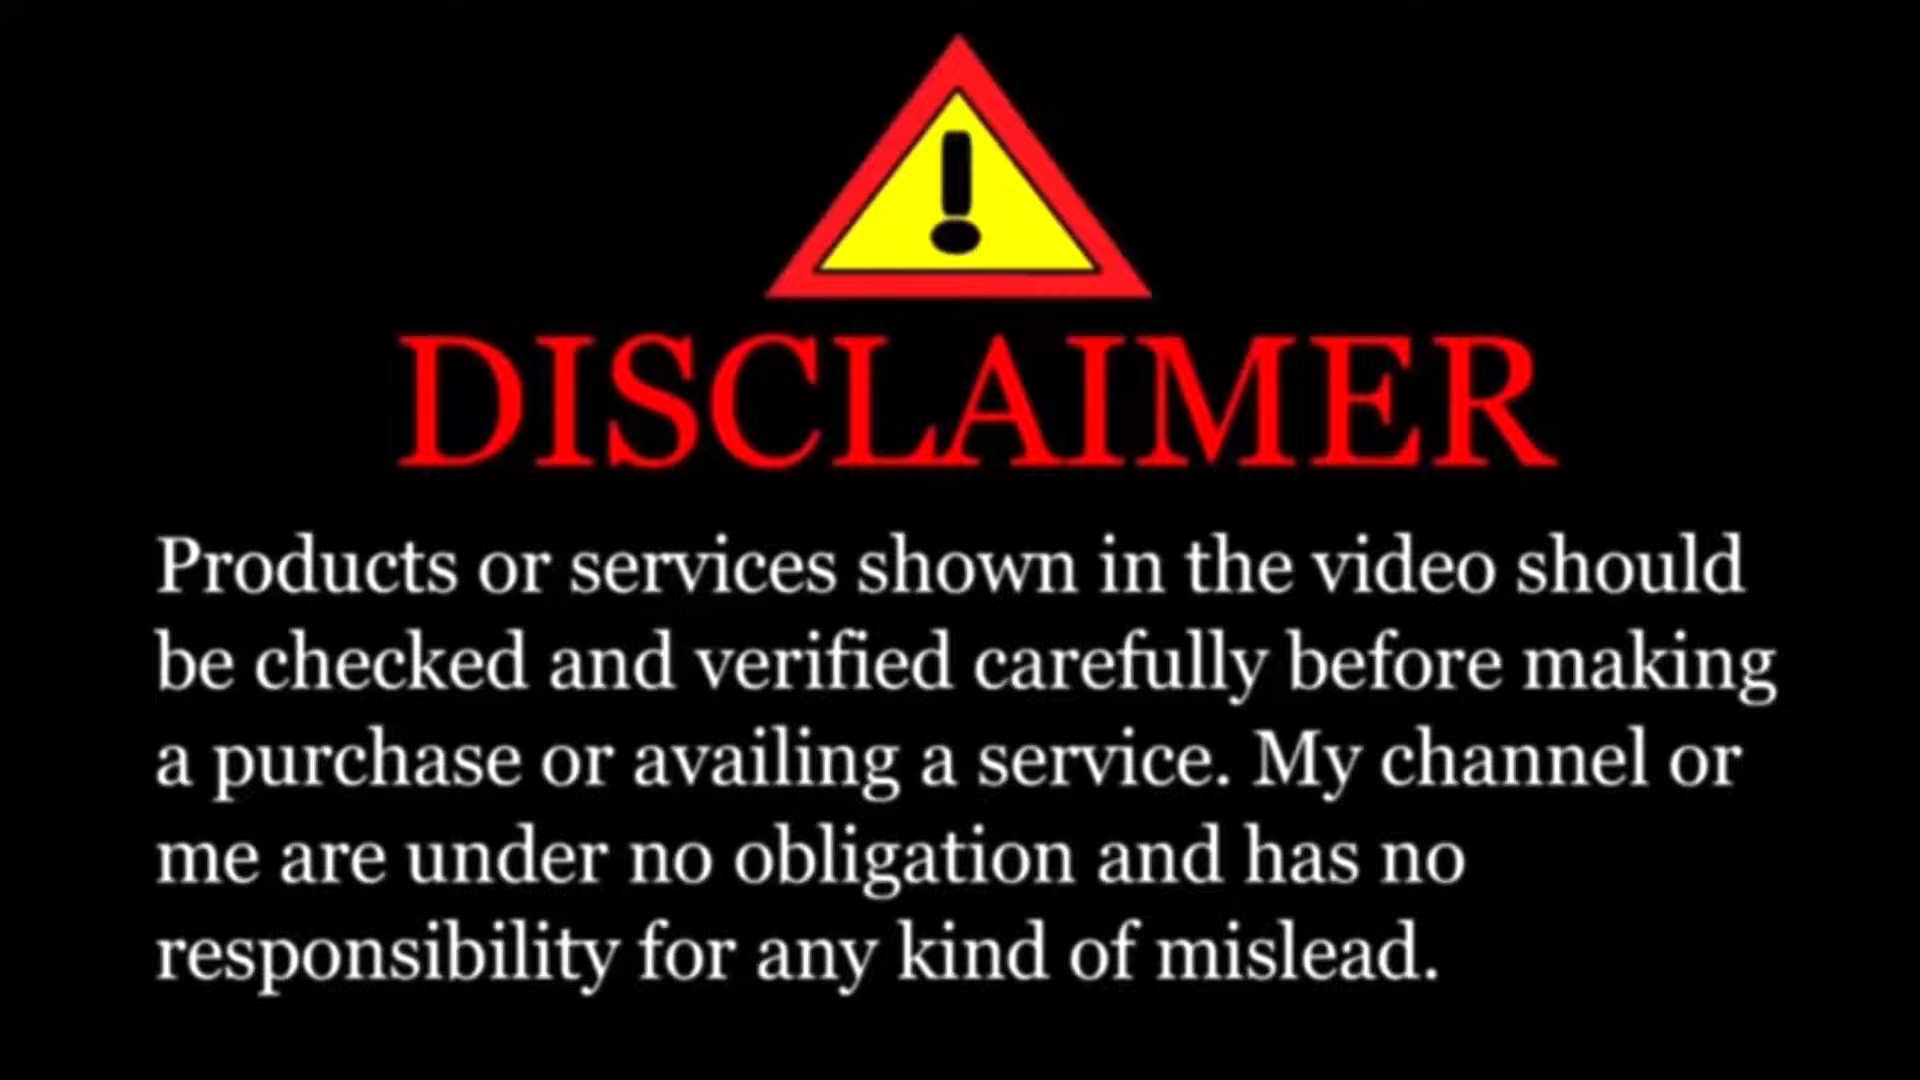 DISCLAIMER
Products or services shown in the video should
be checked and verified carefully before making
a purchase or availing a service. My channel or
me are under no obligation and has no
responsibility for any kind of mislead.